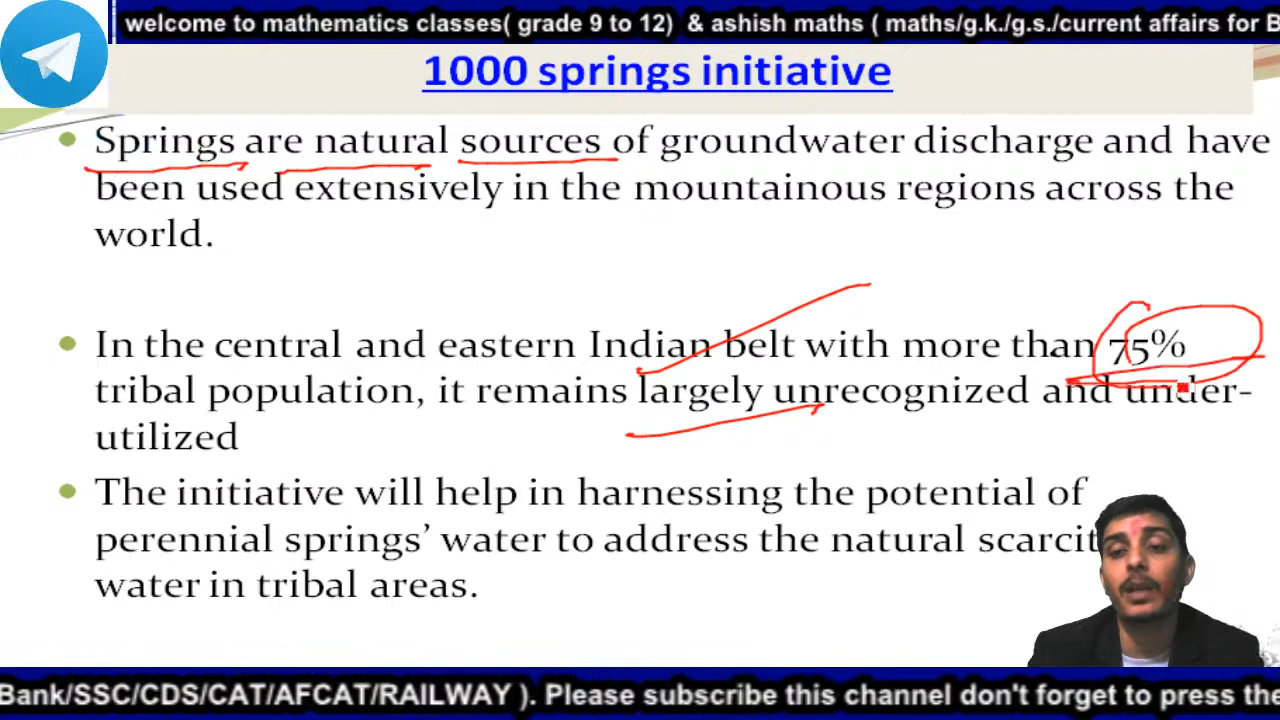 welcome to mathematics classes( grade 9 to 12) & ashish maths ( maths/g.k./g.s./current affairs for B
1000 springs initiative
Springs are natural sources of groundwater discharge and have
been used extensively in the mountainous regions across the
world.
In the central and eastern Indian belt with more than 75%
tribal population, it remains largely unrecognized and under-
utilized
The initiative will help in harnessing the potential of
perennial springs’ water to address the natural scarcit
water in tribal areas.
Bank/SSC/CDS/CAT/AFCAT/RAILWAY ). Please subscribe this channel don't forget to press the